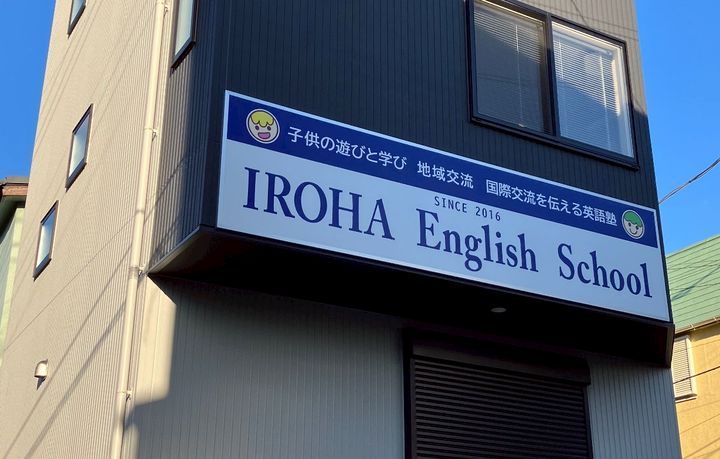 子供の遊びと学び 地域交流 国際交流を伝える英語塾
SINCE 2016
IROHA English School